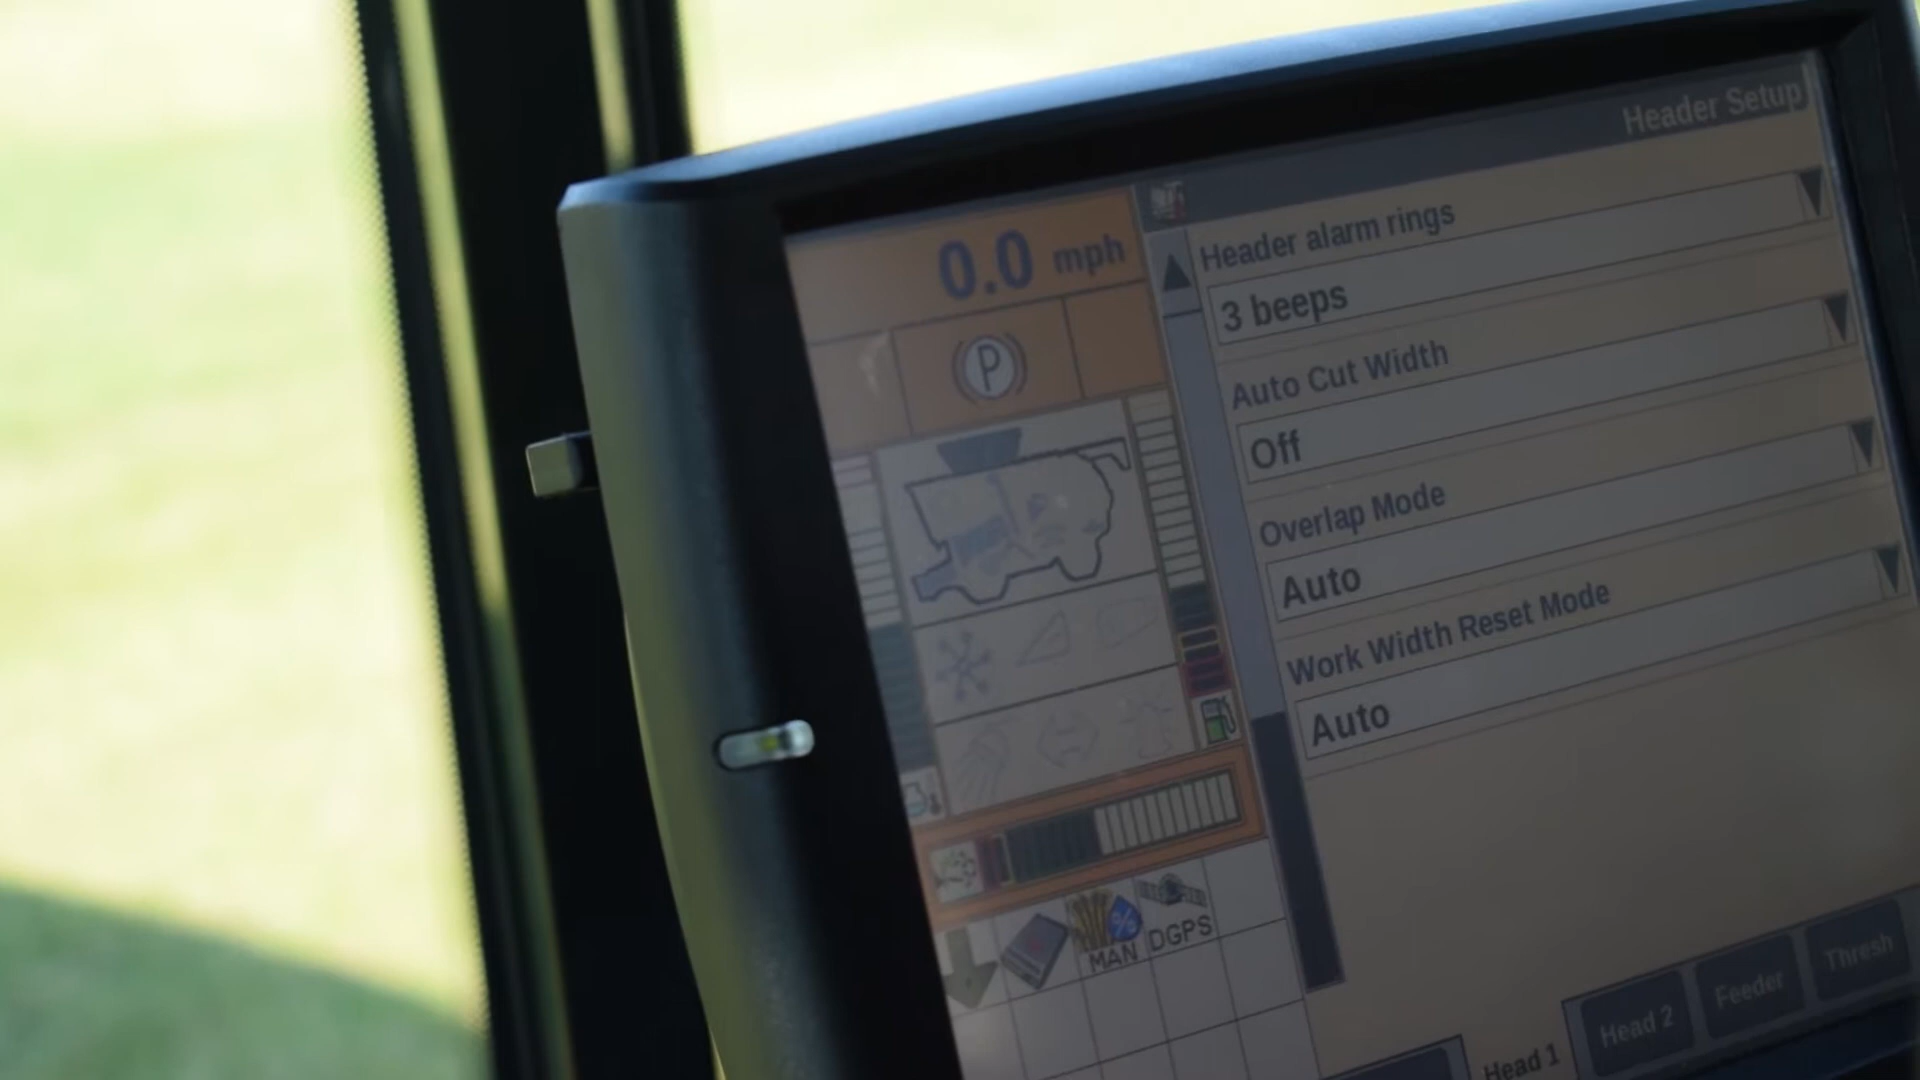 Header Setup
0.0 mph
P
Header alarm rings
3 beeps
Auto Cut Width
Off
Overlap Mode
Auto
Work Width Reset Mode
Auto
%
MAN
DGPS
Head 1
Head 2
Feeder
Thresh